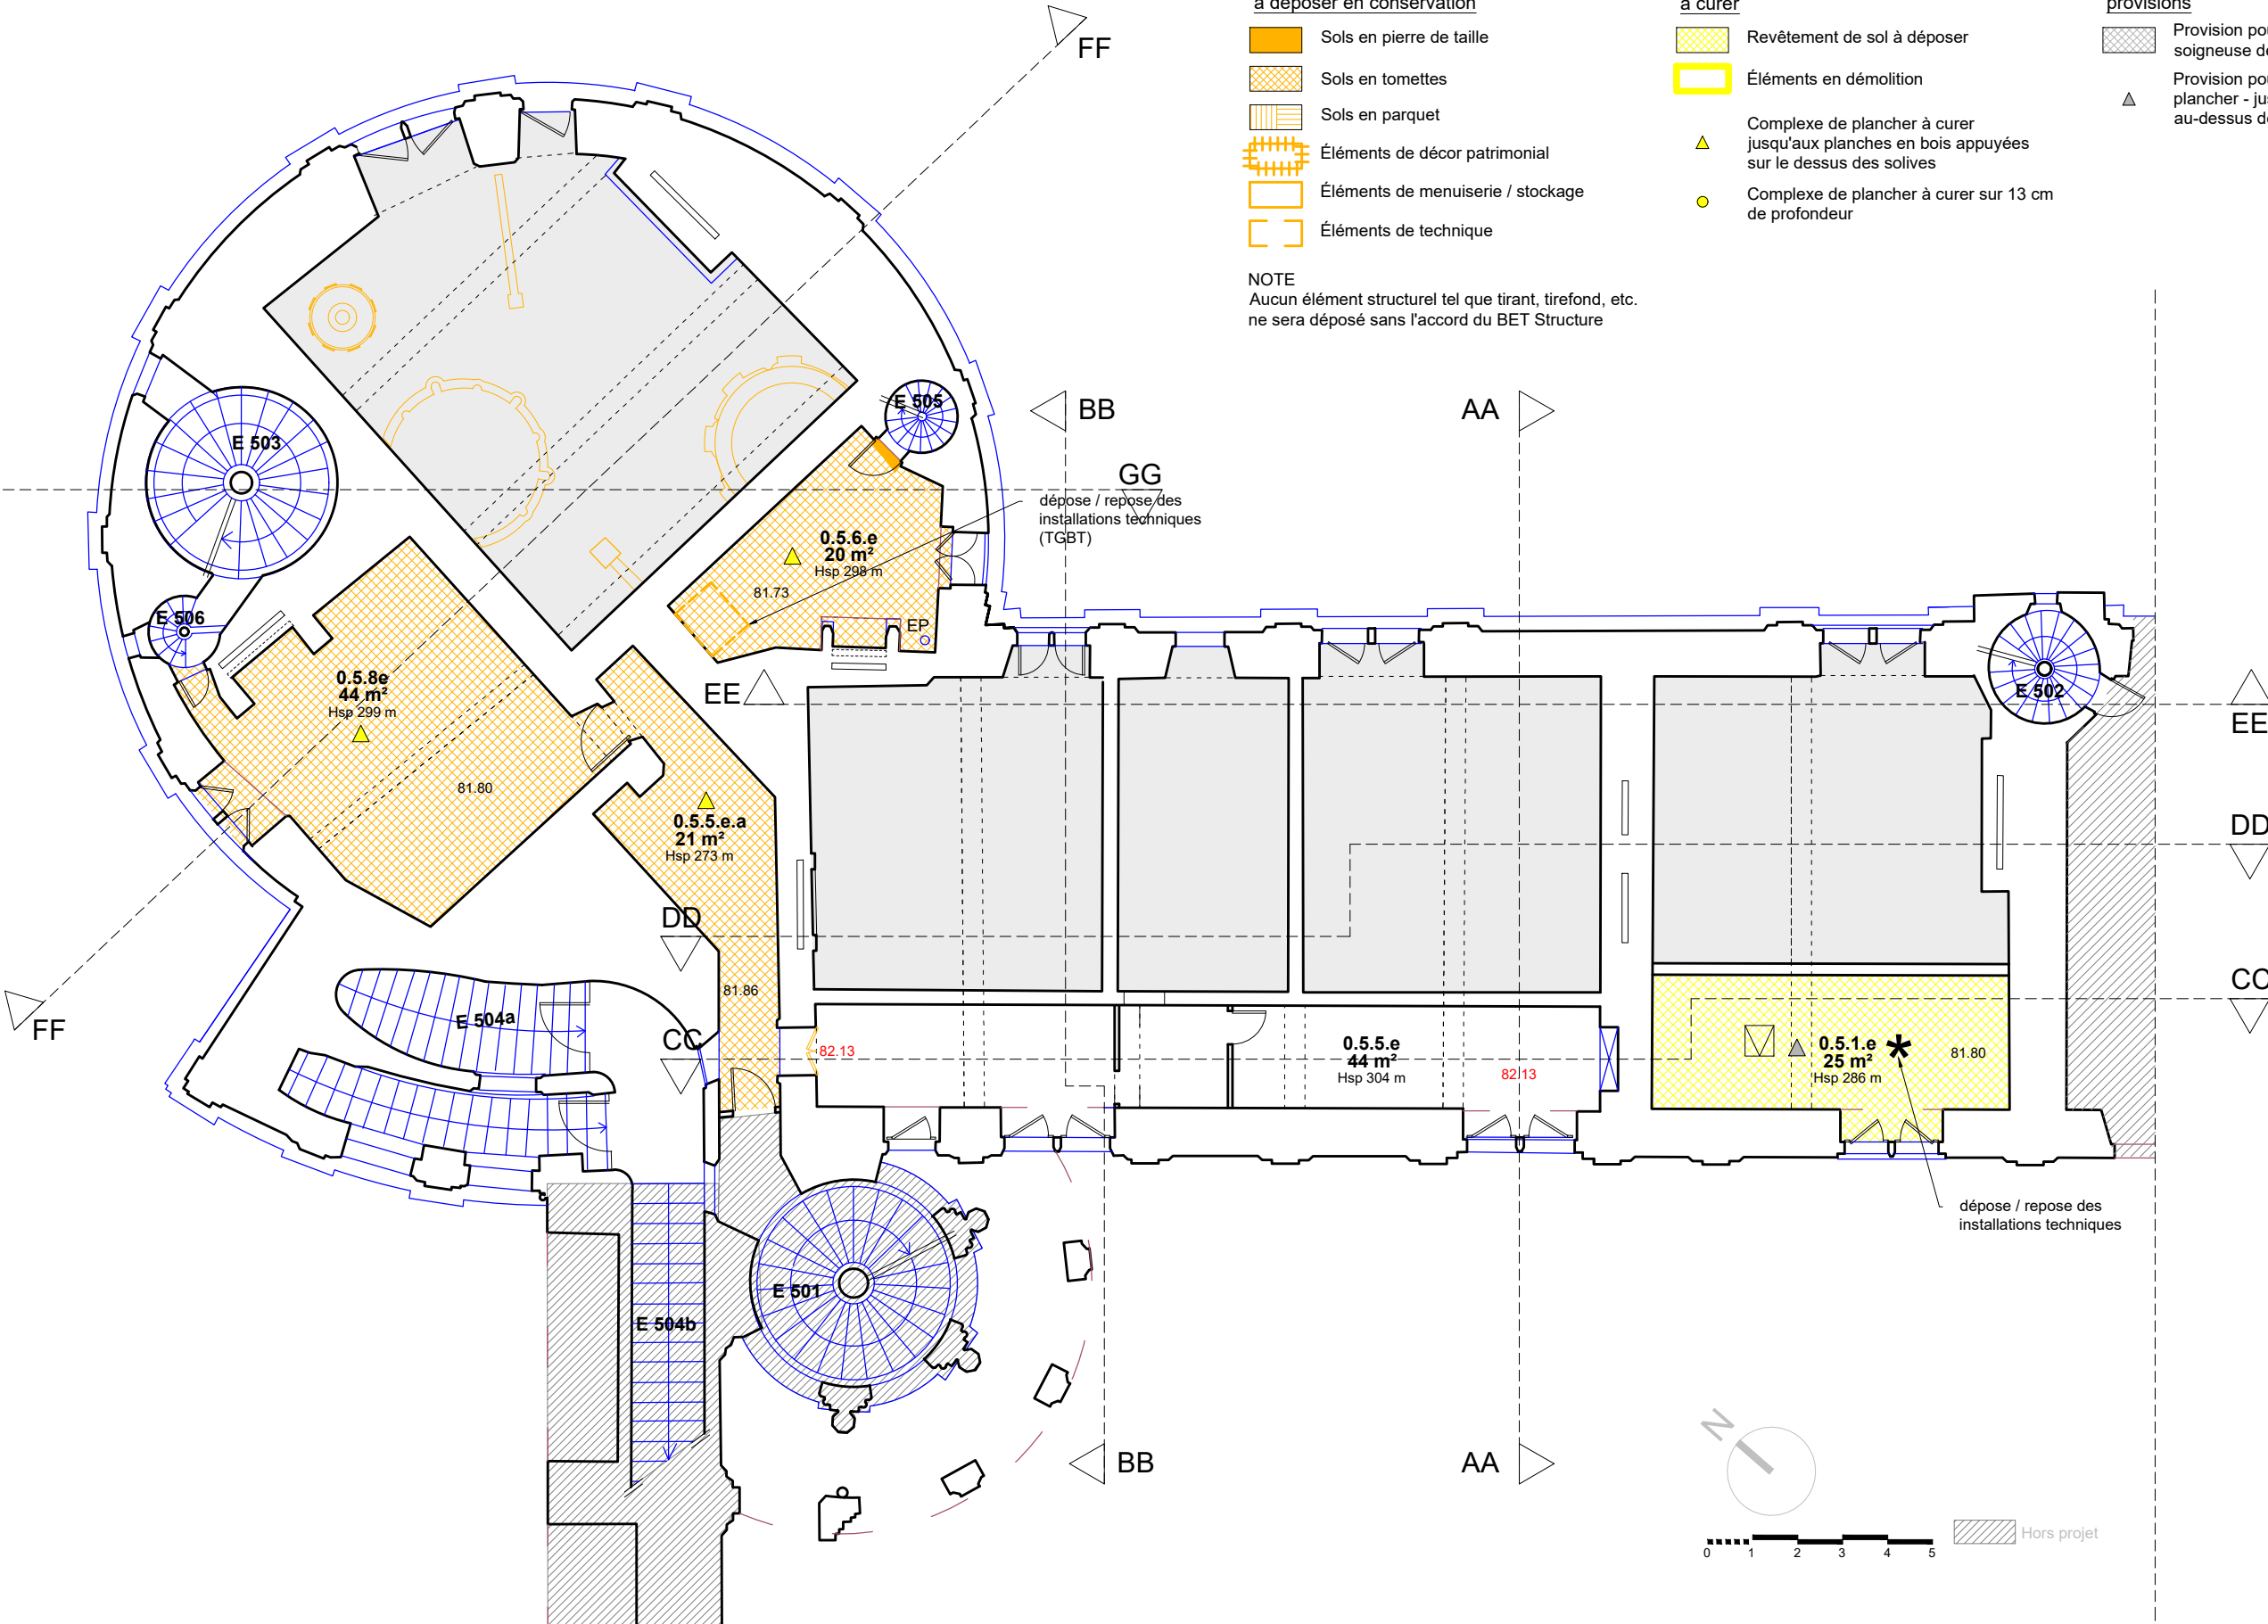 à déposer en conservation
Sols en pierre de taille
Sols en tomettes
Sols en parquet
Éléments de décor patrimonial
Éléments de menuiserie / stockage
Éléments de technique
à curer
Revêtement de sol à déposer
Éléments en démolition
Complexe de plancher à curer
jusqu'aux planches en bois appuyées
sur le dessus des solives
Complexe de plancher à curer sur 13 cm
de profondeur
provisions
Provision
soigneuse
Provision
plancher -
au-dessus
NOTE
Aucun élément structurel tel que tirant, tirefond, etc.
ne sera déposé sans l'accord du BET Structure
FF
BB
AA
GG
dépose / repose des
installations techniques
(TGBT)
E 503
E 505
E 506
0.5.6.e
20 m²
Hsp 298 m
81.73
EP
0.5.8e
44 m²
Hsp 299 m
81.80
EE
E 502
EE
0.5.5.e.a
21 m²
Hsp 273 m
DD
DD
81.86
CC
FF
E 504a
CC
82.13
0.5.5.e
44 m²
Hsp 304 m
82.13
0.5.1.e
25 m²
Hsp 286 m
*
81.80
dépose / repose des
installations techniques
E 501
E 504b
BB
AA
N
0 1 2 3 4 5
Hors projet